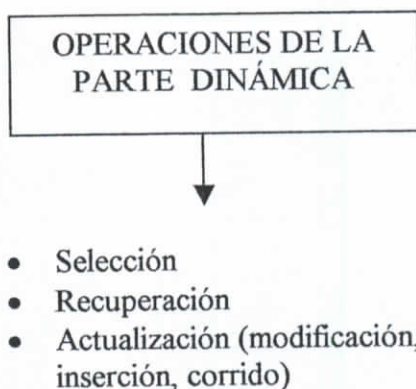 OPERACIONES DE LA
PARTE DINÁMICA
• Selección
• Recuperación
• Actualización (modificación,
inserción, corrido)